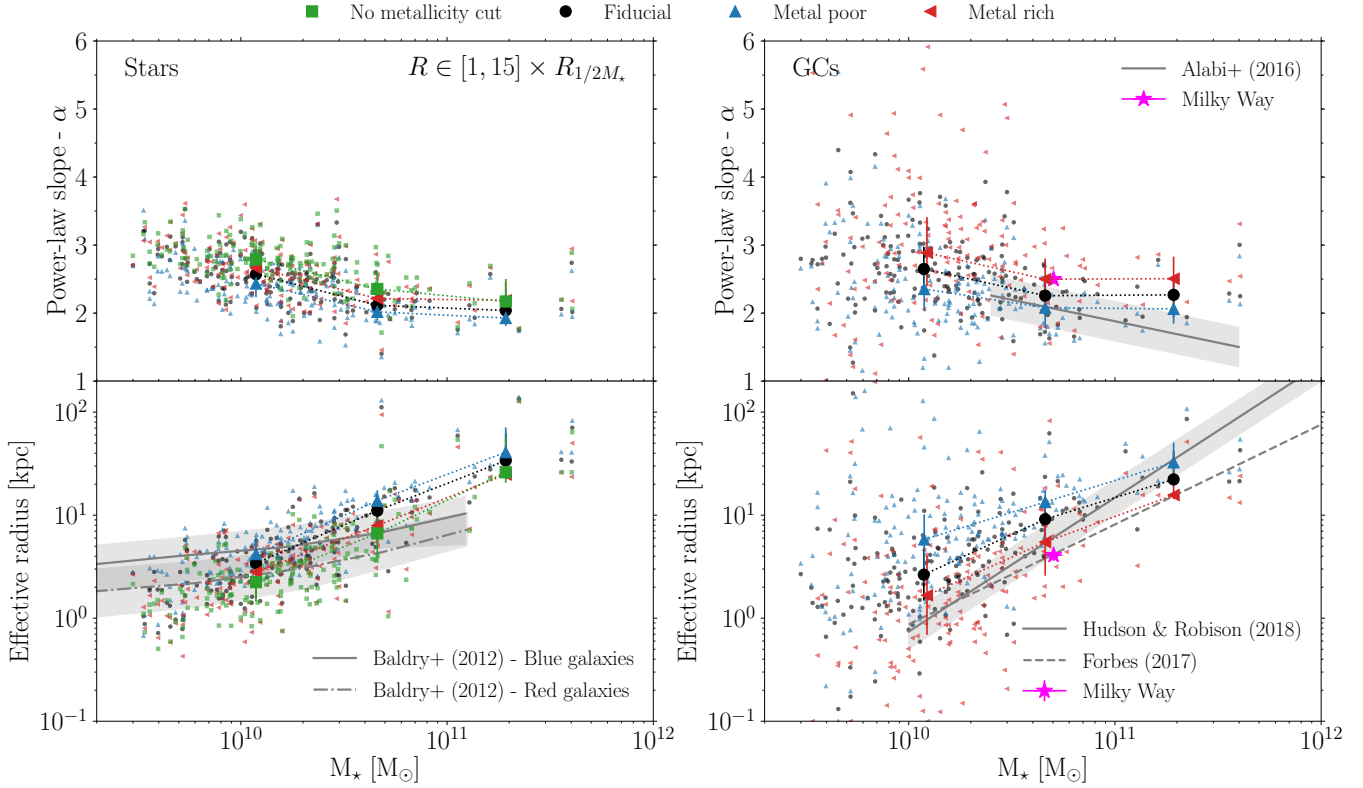 No metallicity cut
Fiducial
Metal poor
Metal rich
Stars
R ∈ [1, 15] × R_{1/2M⋆}
Power-law slope - α
6
5
4
3
2
1
GCs
Alabi+ (2016)
Milky Way
Power-law slope - α
6
5
4
3
2
1
Effective radius [kpc]
10^2
10^1
10^0
10^{-1}
Baldry+ (2012) - Blue galaxies
Baldry+ (2012) - Red galaxies
10^{10}
10^{11}
10^{12}
M⋆ [M⊙]
Effective radius [kpc]
10^2
10^1
10^0
10^{-1}
Hudson & Robison (2018)
Forbes (2017)
Milky Way
10^{10}
10^{11}
10^{12}
M⋆ [M⊙]